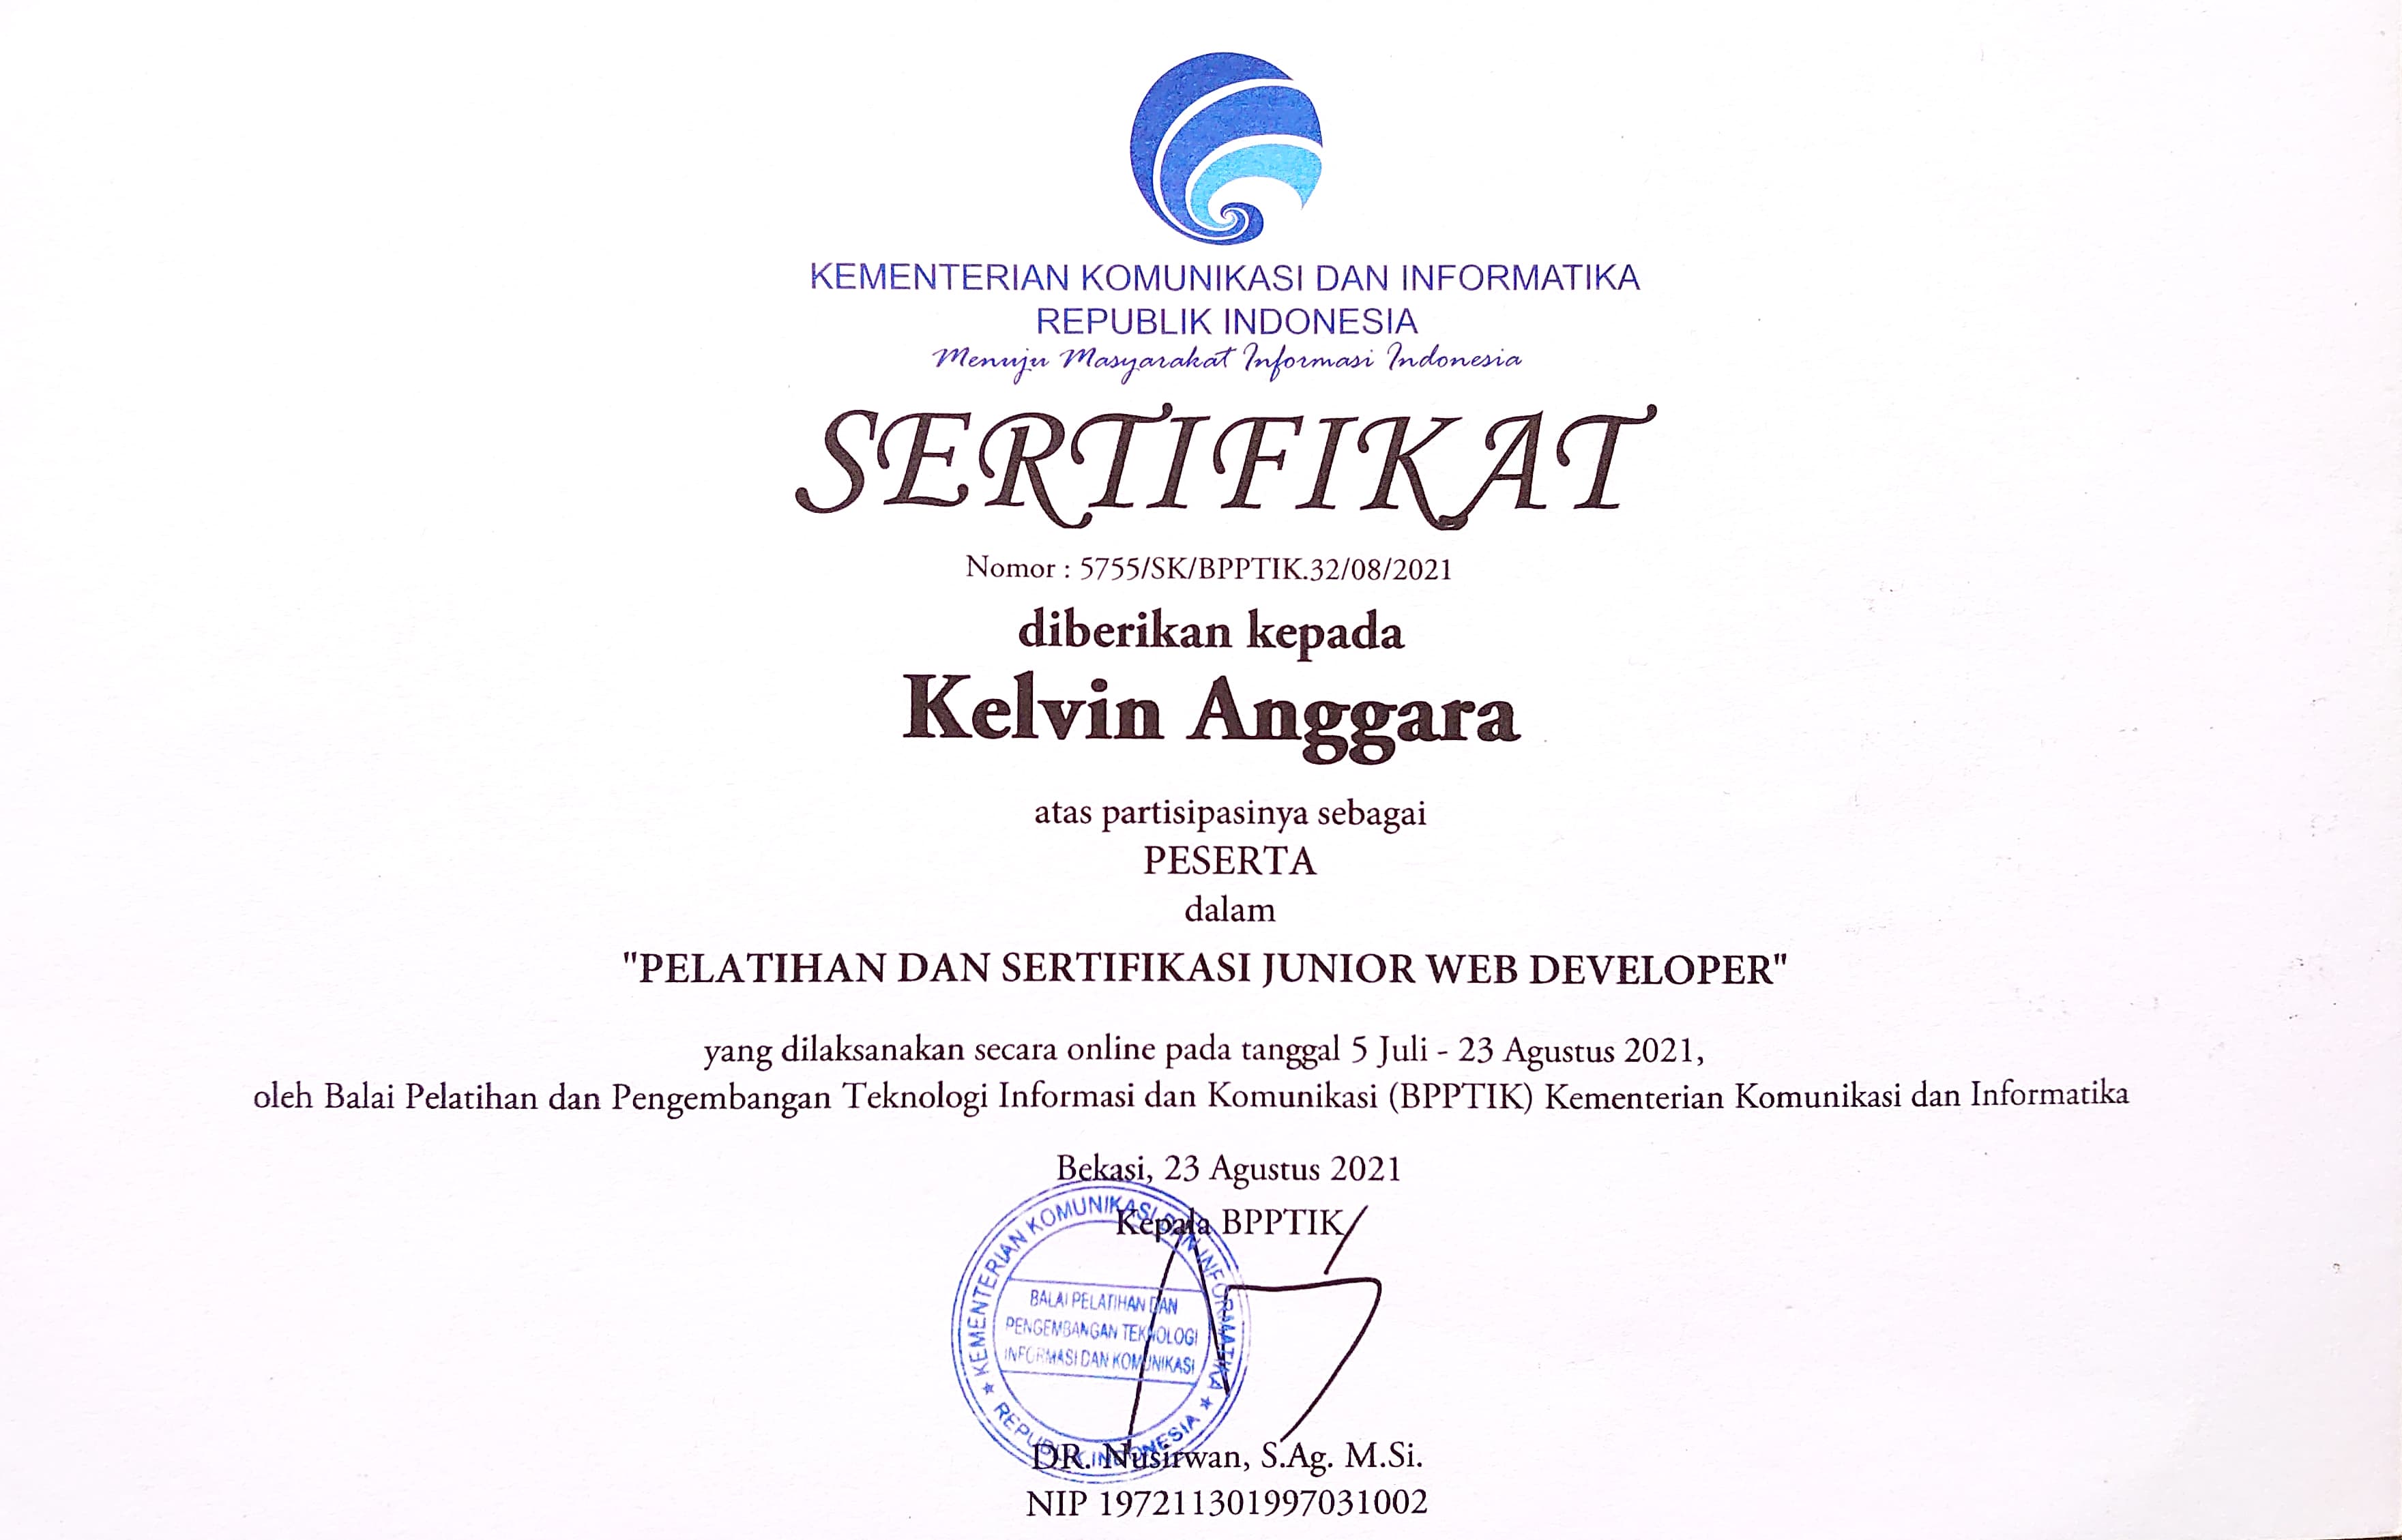 KEMENTERIAN KOMUNIKASI DAN INFORMATIKA
REPUBLIK INDONESIA
Menuju Masyarakat Informasi Indonesia
SERTIFIKAT
Nomor : 5755/SK/BPPTIK.32/08/2021
diberikan kepada
Kelvin Anggara
atas partisipasinya sebagai
PESERTA
dalam
"PELATIHAN DAN SERTIFIKASI JUNIOR WEB DEVELOPER"
yang dilaksanakan secara online pada tanggal 5 Juli - 23 Agustus 2021,
oleh Balai Pelatihan dan Pengembangan Teknologi Informasi dan Komunikasi (BPPTIK) Kementerian Komunikasi dan Informatika
Bekasi, 23 Agustus 2021
Kepala BPPTIK
KEMENTERIAN KOMUNIKASI DAN INFORMATIKA
BALAI PELATIHAN DAN
PENGEMBANGAN TEKNOLOGI
INFORMASI DAN KOMUNIKASI
REPUBLIK INDONESIA
DR. Nusirwan, S.Ag. M.Si.
NIP 197211301997031002